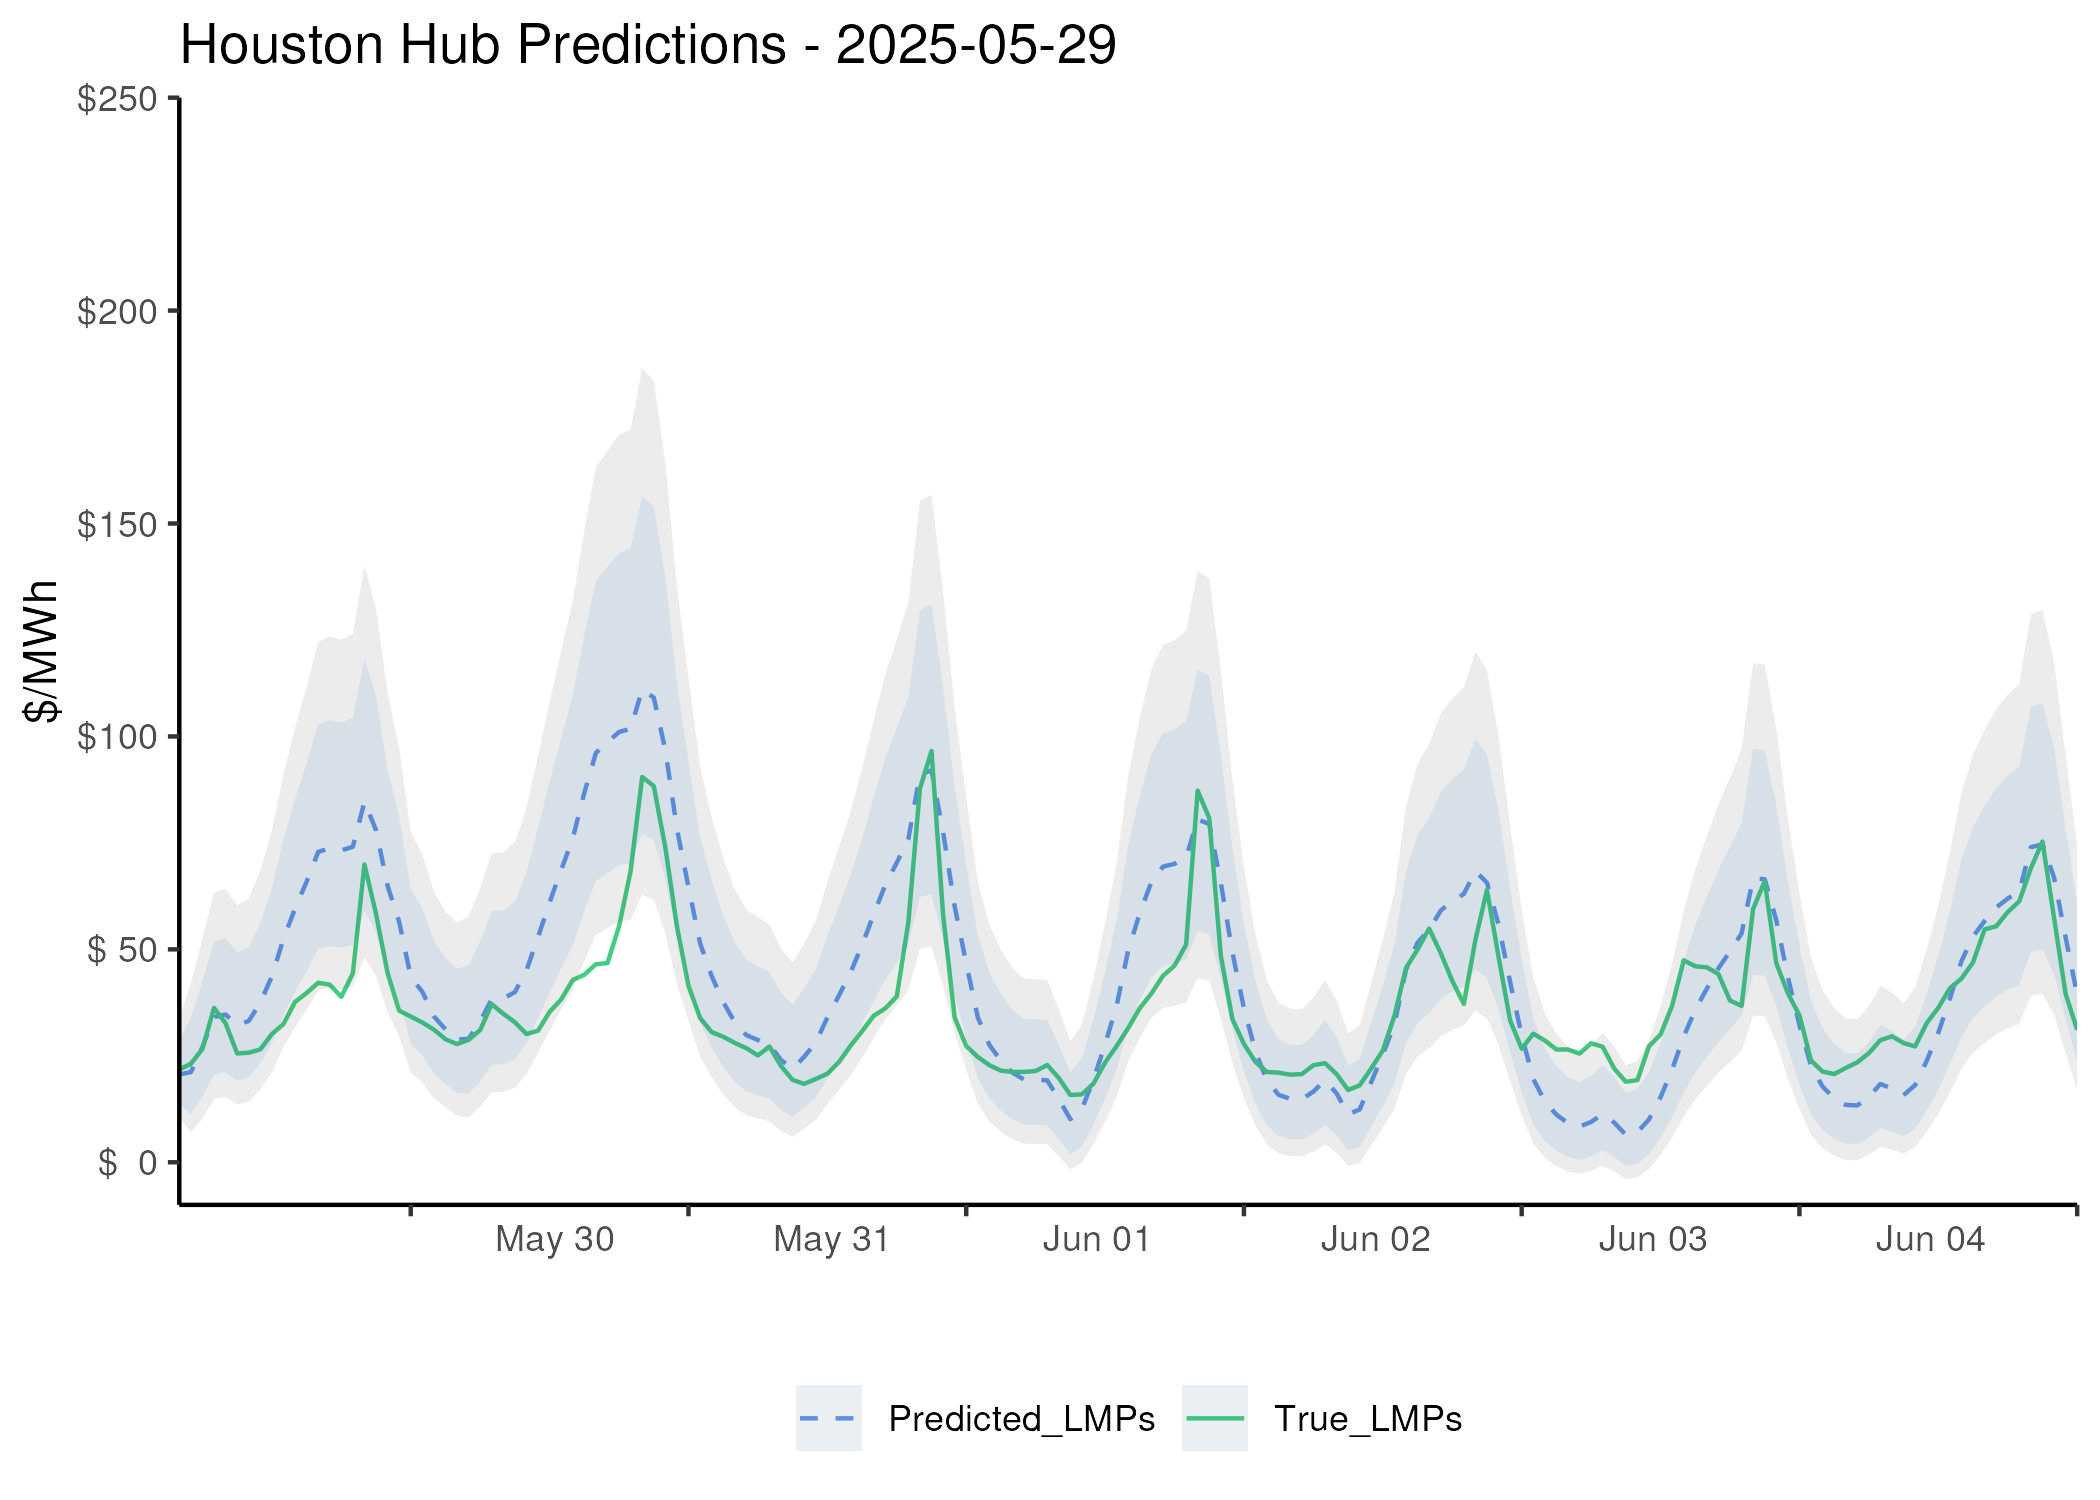 Houston Hub Predictions - 2025-05-29
$250
$200
$150
$100
$ 50
$ 0
$/MWh
May 30 May 31 Jun 01 Jun 02 Jun 03 Jun 04
Predicted_LMPs True_LMPs